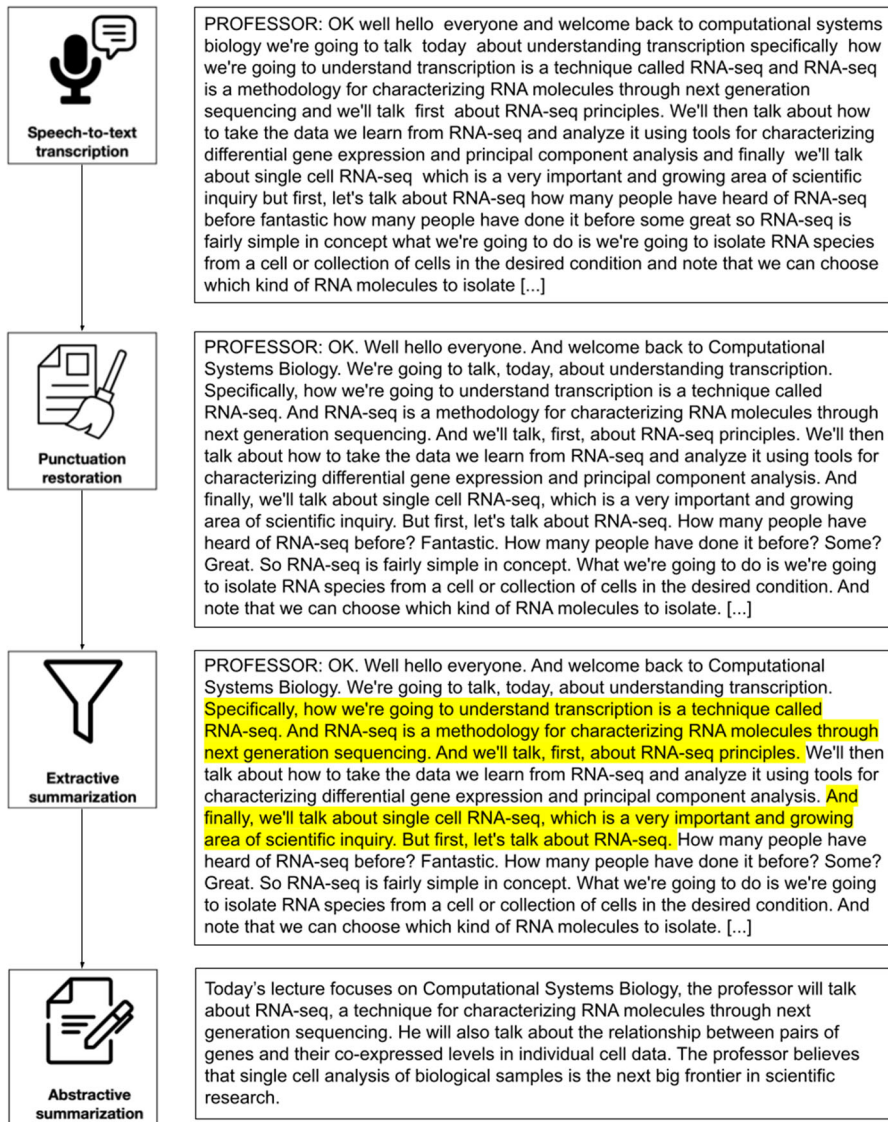 Speech-to-text
transcription
PROFESSOR: OK well hello everyone and welcome back to computational systems
biology we're going to talk today about understanding transcription specifically how
we're going to understand transcription is a technique called RNA-seq and RNA-seq
is a methodology for characterizing RNA molecules through next generation
sequencing and we'll talk first about RNA-seq principles. We'll then talk about how
to take the data we learn from RNA-seq and analyze it using tools for characterizing
differential gene expression and principal component analysis and finally we'll talk
about single cell RNA-seq which is a very important and growing area of scientific
inquiry but first, let's talk about RNA-seq how many people have heard of RNA-seq
before fantastic how many people have done it before some great so RNA-seq is
fairly simple in concept what we're going to do is we're going to isolate RNA species
from a cell or collection of cells in the desired condition and note that we can choose
which kind of RNA molecules to isolate [...]
Punctuation
restoration
PROFESSOR: OK. Well hello everyone. And welcome back to Computational
Systems Biology. We're going to talk, today, about understanding transcription.
Specifically, how we're going to understand transcription is a technique called
RNA-seq. And RNA-seq is a methodology for characterizing RNA molecules through
next generation sequencing. And we'll talk, first, about RNA-seq principles. We'll then
talk about how to take the data we learn from RNA-seq and analyze it using tools for
characterizing differential gene expression and principal component analysis. And
finally, we'll talk about single cell RNA-seq, which is a very important and growing
area of scientific inquiry. But first, let's talk about RNA-seq. How many people have
heard of RNA-seq before? Fantastic. How many people have done it before? Some?
Great. So RNA-seq is fairly simple in concept. What we're going to do is we're going
to isolate RNA species from a cell or collection of cells in the desired condition. And
note that we can choose which kind of RNA molecules to isolate. [...]
Extractive
summarization
PROFESSOR: OK. Well hello everyone. And welcome back to Computational
Systems Biology. We're going to talk, today, about understanding transcription.
Specifically, how we're going to understand transcription is a technique called
RNA-seq. And RNA-seq is a methodology for characterizing RNA molecules through
next generation sequencing. And we'll talk, first, about RNA-seq principles. We'll then
talk about how to take the data we learn from RNA-seq and analyze it using tools for
characterizing differential gene expression and principal component analysis. And
finally, we'll talk about single cell RNA-seq, which is a very important and growing
area of scientific inquiry. But first, let's talk about RNA-seq. How many people have
heard of RNA-seq before? Fantastic. How many people have done it before? Some?
Great. So RNA-seq is fairly simple in concept. What we're going to do is we're going
to isolate RNA species from a cell or collection of cells in the desired condition. And
note that we can choose which kind of RNA molecules to isolate. [...]
Abstractive
summarization
Today's lecture focuses on Computational Systems Biology, the professor will talk
about RNA-seq, a technique for characterizing RNA molecules through next
generation sequencing. He will also talk about the relationship between pairs of
genes and their co-expressed levels in individual cell data. The professor believes
that single cell analysis of biological samples is the next big frontier in scientific
research.